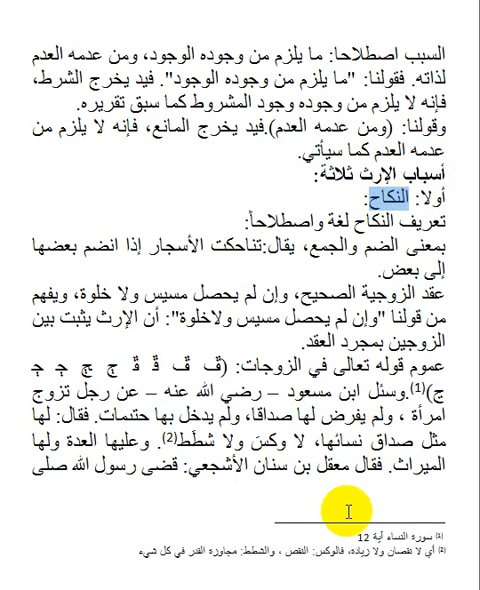 السبب اصطلاحا: ما يلزم من وجوده الوجود، ومن عدمه العدم
لذاته. فقولنا: "ما يلزم من وجوده الوجود". فيد يخرج الشرط،
فإنه لا يلزم من وجوده وجود المشروط كما سبق تقريره.
وقولنا: (ومن عدمه العدم).فيد يخرج المانع، فإنه لا يلزم من
عدمه العدم كما سيأتي.
أسباب الإرث ثلاثة:
أولا: النكاح:
تعريف النكاح لغة واصطلاحاً:
بمعنى الضم والجمع، يقال:تناحكت الأسجار إذا انضم بعضها
إلى بعض.
عقد الزوجية الصحيح، وإن لم يحصل مسيس ولا خلوة، ويفهم
من قولنا "وإن لم يحصل مسيس ولاخلوة": أن الإرث يثبت بين
الزوجين بمجرد العقد.
عموم قوله تعالى في الزوجات: (ڤ ڤ ڦ ڦ ڄ ڄ ڃ ڃ
ڃ)(1).وسئل ابن مسعود – رضي الله عنه – عن رجل تزوج
امرأة ، ولم يفرض لها صداقا، ولم يدخل بها حتىمات. فقال: لها
مثل صداق نسائها، لا وكسَ ولا شطَط(2). وعليها العدة ولها
الميراث. فقال معقل بن سنان الأشجعي: قضى رسول الله صلى
(1) سورة النساء آية 12
(2) أي لا نقصان ولا زيادة، فالوكس: النقص ، والشطط: مجاوزة القدر في كل شيء